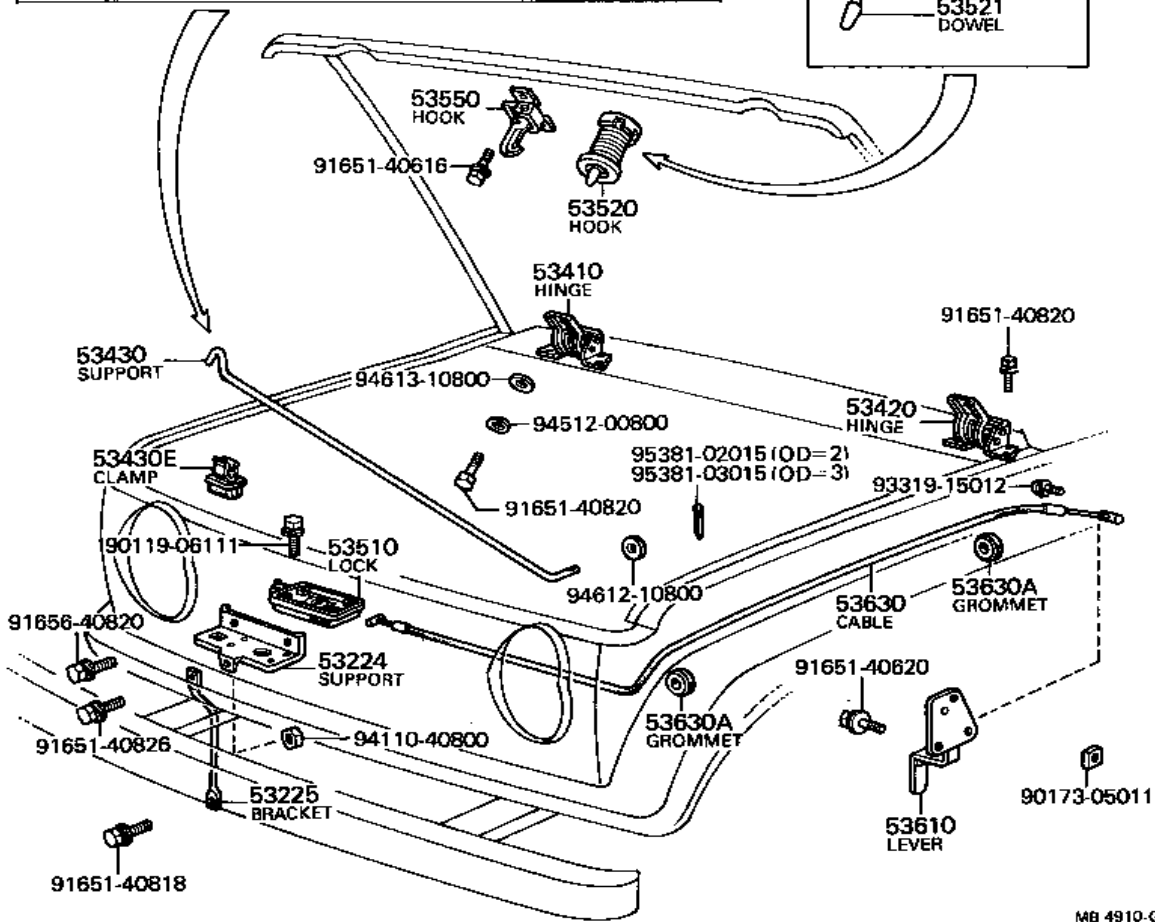 53521
DOWEL
53550
HOOK
91651-40616
53520
HOOK
53410
HINGE
91651-40820
53430
SUPPORT
94613-10800
53420
HINGE
94512-00800
53430E
CLAMP
95381-02015(OD=2)
95381-03015(OD=3)
93319-15012
91651-40820
90119-06111
53510
LOCK
94612-10800
53630A
GROMMET
53630
CABLE
91656-40820
53224
SUPPORT
91651-40620
53630A
GROMMET
91651-40826
94110-40800
53225
BRACKET
90173-05011
53610
LEVER
91651-40818
MB 4910-